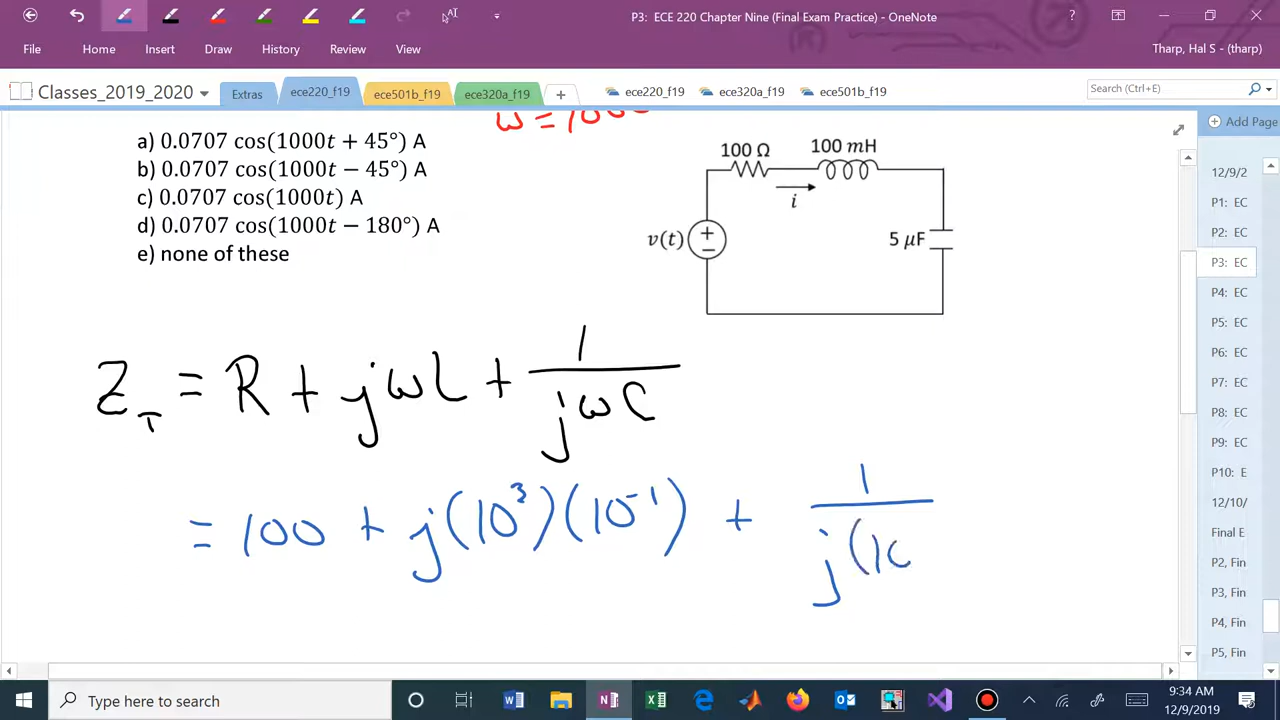 P3: ECE 220 Chapter Nine (Final Exam Practice) - OneNote
File Home Insert Draw History Review View
Tharp, Hal S - (tharp)
Classes_2019_2020
Extras ece220_f19 ece501b_f19 ece320a_f19
ece220_f19 ece320a_f19 ece501b_f19
Search (Ctrl+E)
Add Page
a) 0.0707 cos(1000t + 45°) A
b) 0.0707 cos(1000t − 45°) A
c) 0.0707 cos(1000t) A
d) 0.0707 cos(1000t − 180°) A
e) none of these
100 Ω 100 mH
i
v(t) + −
5 μF
Z_T = R + jωL + 1/(jωC)
= 100 + j(10³)(10⁻¹) + 1/(j(10
12/9/2
P1: EC
P2: EC
P3: EC
P4: EC
P5: EC
P6: EC
P7: EC
P8: EC
P9: EC
P10: E
12/10/
Final E
P2, Fin
P3, Fin
P4, Fin
P5, Fin
Type here to search
9:34 AM
12/9/2019